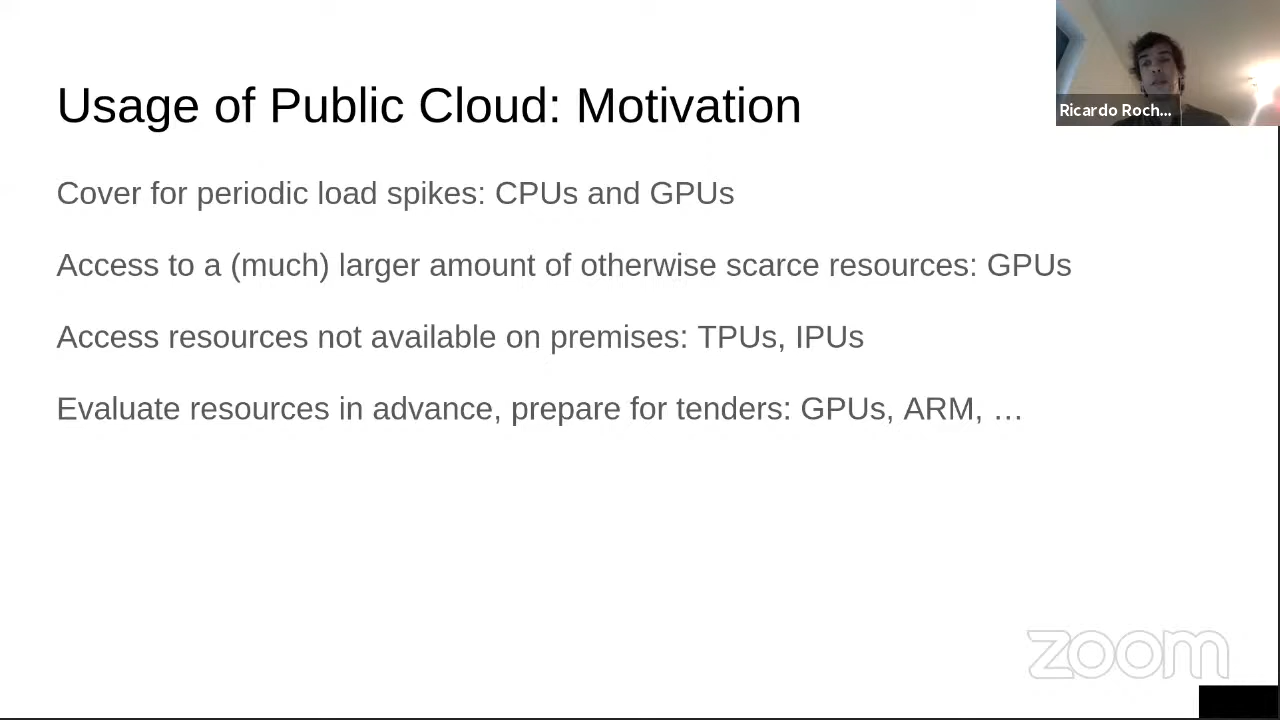 Usage of Public Cloud: Motivation
Ricardo Roch...
Cover for periodic load spikes: CPUs and GPUs
Access to a (much) larger amount of otherwise scarce resources: GPUs
Access resources not available on premises: TPUs, IPUs
Evaluate resources in advance, prepare for tenders: GPUs, ARM, …
zoom